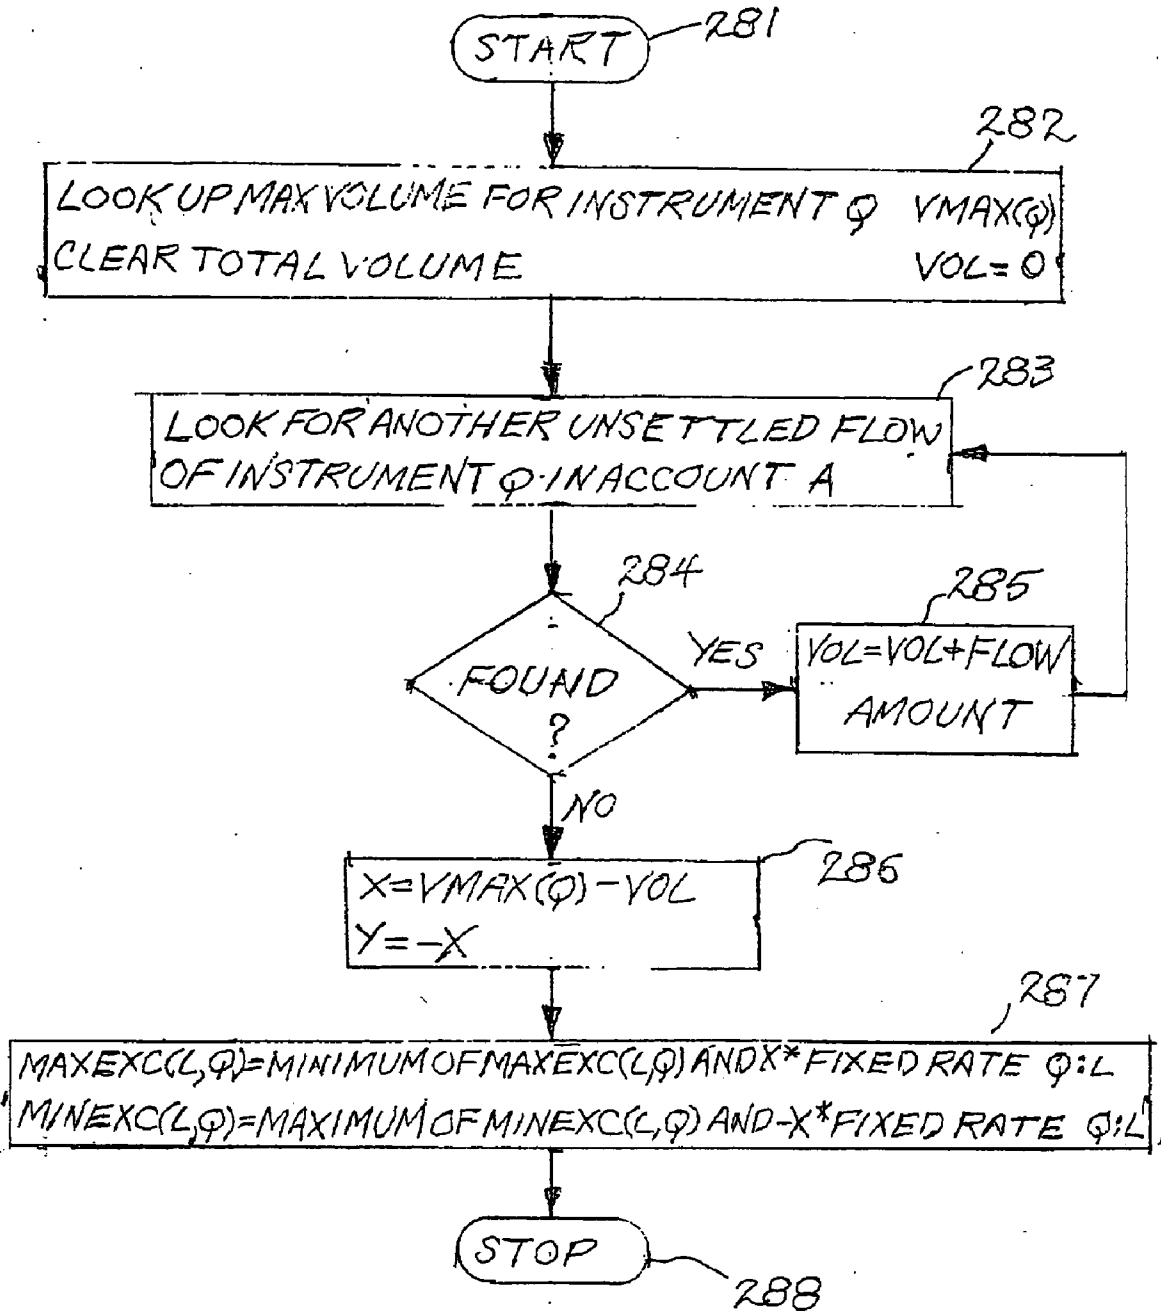 START
281
282
LOOK UP MAX VOLUME FOR INSTRUMENT Q VMAX(Q)
CLEAR TOTAL VOLUME VOL=0
283
LOOK FOR ANOTHER UNSETTLED FLOW
OF INSTRUMENT Q IN ACCOUNT A
284
FOUND
?
YES
285
VOL=VOL+FLOW
AMOUNT
NO
286
X=VMAX(Q)-VOL
Y=-X
287
MAXEXC(L,Q)=MINIMUM OF MAXEXC(L,Q) AND X* FIXED RATE Q:L
MINEXC(L,Q)=MAXIMUM OF MINEXC(L,Q) AND -X* FIXED RATE Q:L
STOP
288